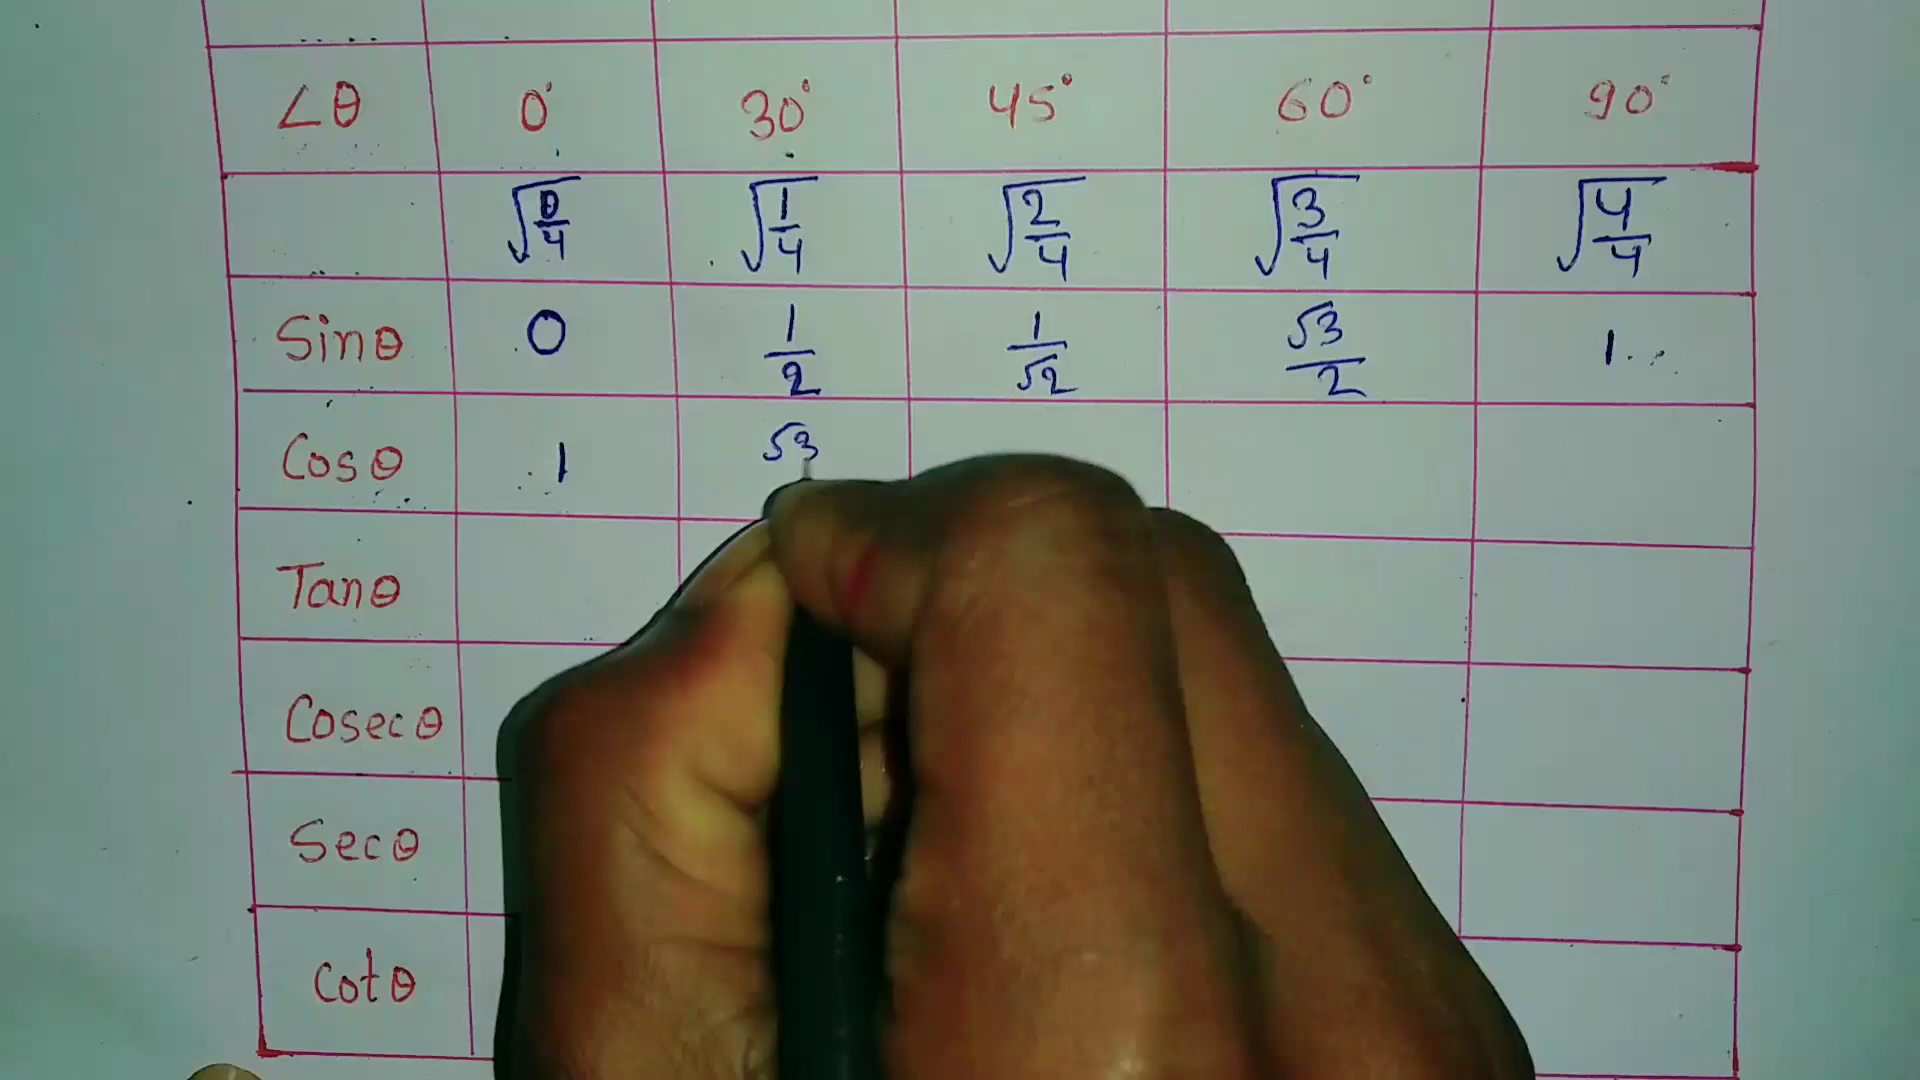 ∠θ 0° 30° 45° 60° 90°
√0/4 √1/4 √2/4 √3/4 √4/4
Sinθ 0 1/2 1/√2 √3/2 1
Cosθ 1 √3
Tanθ
Cosecθ
Secθ
Cotθ